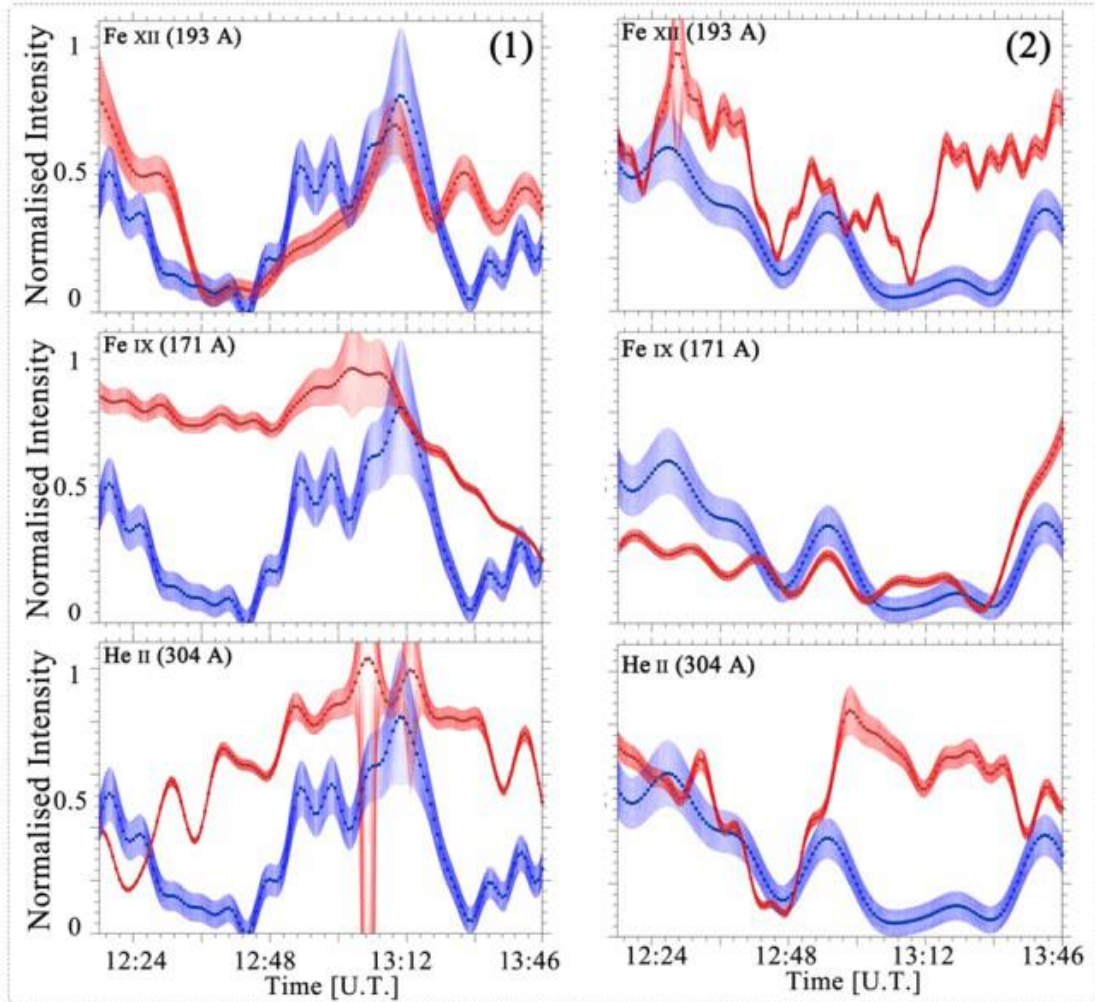 Fe XII (193 A)
(1)
Fe XII (193 A)
(2)
1
0.5
0
Normalised Intensity
Fe IX (171 A)
Fe IX (171 A)
1
0.5
0
Normalised Intensity
He II (304 A)
He II (304 A)
1
0.5
0
Normalised Intensity
12:24 12:48 13:12 13:46
Time [U.T.]
12:24 12:48 13:12 13:46
Time [U.T.]